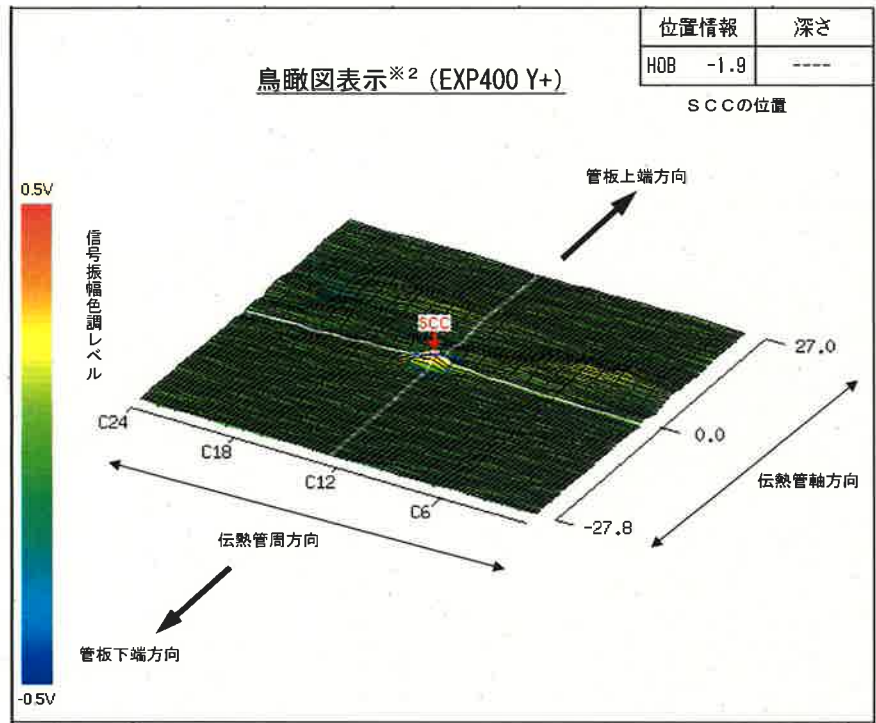 位置情報 深さ
HOB -1.9 ----
鳥瞰図表示※2 (EXP400 Y+)
SCCの位置
管板上端方向
0.5V
信号振幅色調レベル
SCC
27.0
0.0
-27.8
伝熱管軸方向
C24
C18
C12
C6
伝熱管周方向
管板下端方向
-0.5V